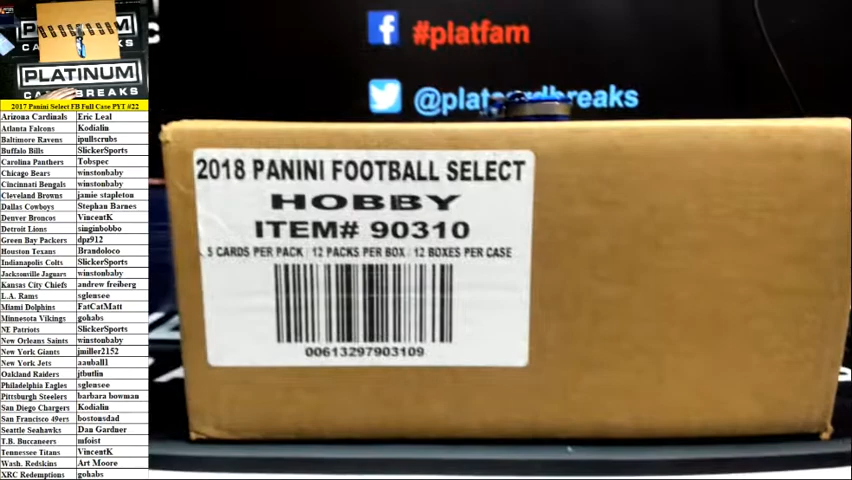 PLATINUM
CARD BREAKS
2017 Panini Select FB Full Case PYT #22
Arizona Cardinals Eric Leal
Atlanta Falcons Kodialin
Baltimore Ravens ipullscrubs
Buffalo Bills SlickerSports
Carolina Panthers Tobspec
Chicago Bears winstonbaby
Cincinnati Bengals winstonbaby
Cleveland Browns jamie stapleton
Dallas Cowboys Stephan Barnes
Denver Broncos VincentK
Detroit Lions singinbobbo
Green Bay Packers dpz912
Houston Texans Brandoloco
Indianapolis Colts SlickerSports
Jacksonville Jaguars winstonbaby
Kansas City Chiefs andrew freiberg
L.A. Rams sglensee
Miami Dolphins FatCatMatt
Minnesota Vikings gohabs
NE Patriots SlickerSports
New Orleans Saints winstonbaby
New York Giants jmiller2152
New York Jets aauball1
Oakland Raiders jtbutlin
Philadelphia Eagles sglensee
Pittsburgh Steelers barbara bowman
San Diego Chargers Kodialin
San Francisco 49ers bostonsdad
Seattle Seahawks Dan Gardner
T.B. Buccaneers mfoist
Tennessee Titans VincentK
Wash. Redskins Art Moore
XRC Redemptions gohabs
#platfam
2018 PANINI FOOTBALL SELECT
HOBBY
ITEM# 90310
5 CARDS PER PACK / 12 PACKS PER BOX / 12 BOXES PER CASE
00613297903109